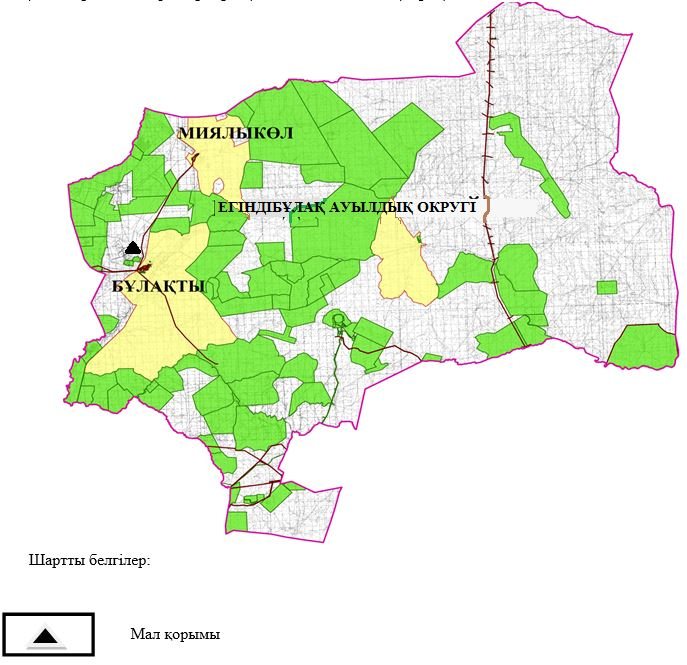 МИЯЛЫКӨЛ
ЕГІНДІБҰЛАҚ АУЫЛДЫҚ ОКРУГІ
БҰЛАҚТЫ
Шартты белгілер:
Мал қорымы